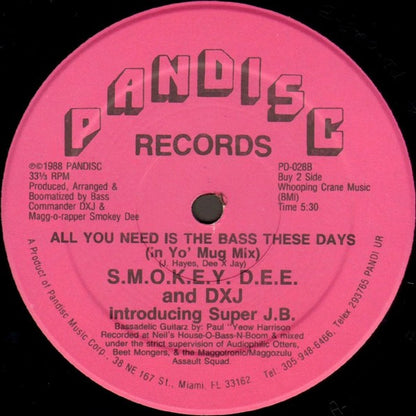 PANDISC
RECORDS
℗©1988 PANDISC
33⅓ RPM
Produced, Arranged &
Boomatized by Bass
Commander DXJ &
Magg-o-rapper Smokey Dee
PD-028B
Buy 2 Side
Whooping Crane Music
(BMI)
Time 5:30
ALL YOU NEED IS THE BASS THESE DAYS
(in Yo' Mug Mix)
(J. Hayes, Dee X Jay)
S.M.O.K.E.Y. D.E.E.
and DXJ
introducing Super J.B.
Bassadelic Guitarz by: Paul "Yeow Harrison
Recorded at Neil's House-O-Bass-N-Boom & mixed
under the strict supervision of Audiophilic Otters,
Beet Mongers, & the Maggotronic/Maggozulu
Assault Squad.
A Product of Pandisc Music Corp. 38 NE 167 St., Miami, Fl. 33162 Tel. 305 948-6466, Telex 293765 PANDI UR